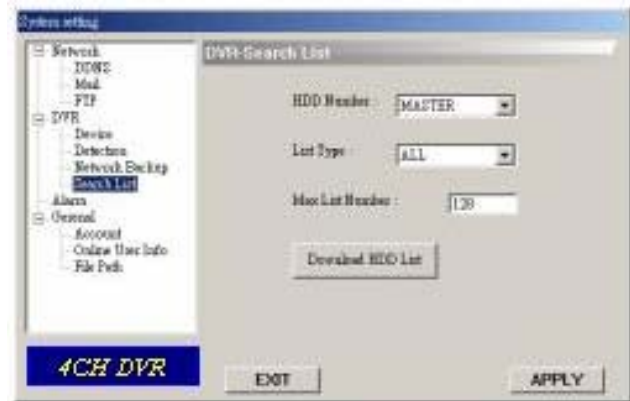 System setting
Network
DDNS
Mail
FTP
DVR
Device
Detection
Network Backup
Search List
Alarm
General
Account
Online User Info
File Path
4CH DVR
DVR-Search List
HDD Number
MASTER
List Type
ALL
Max List Number :
128
Download HDD List
EXIT
APPLY